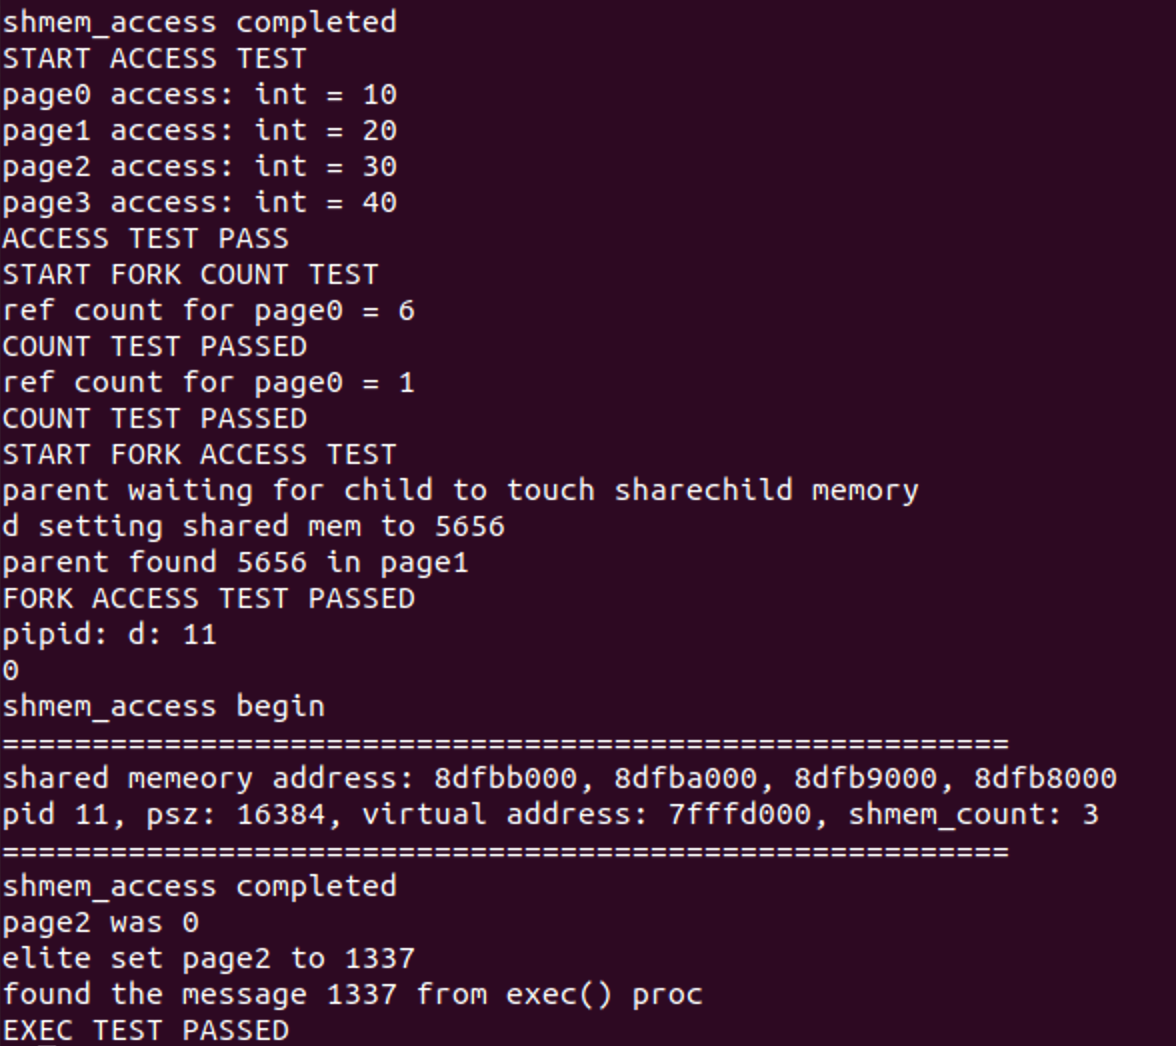 shmem_access completed
START ACCESS TEST
page0 access: int = 10
page1 access: int = 20
page2 access: int = 30
page3 access: int = 40
ACCESS TEST PASS
START FORK COUNT TEST
ref count for page0 = 6
COUNT TEST PASSED
ref count for page0 = 1
COUNT TEST PASSED
START FORK ACCESS TEST
parent waiting for child to touch sharechild memory
d setting shared mem to 5656
parent found 5656 in page1
FORK ACCESS TEST PASSED
pipid: d: 11
0
shmem_access begin
========================================================
shared memeory address: 8dfbb000, 8dfba000, 8dfb9000, 8dfb8000
pid 11, psz: 16384, virtual address: 7fffd000, shmem_count: 3
========================================================
shmem_access completed
page2 was 0
elite set page2 to 1337
found the message 1337 from exec() proc
EXEC TEST PASSED